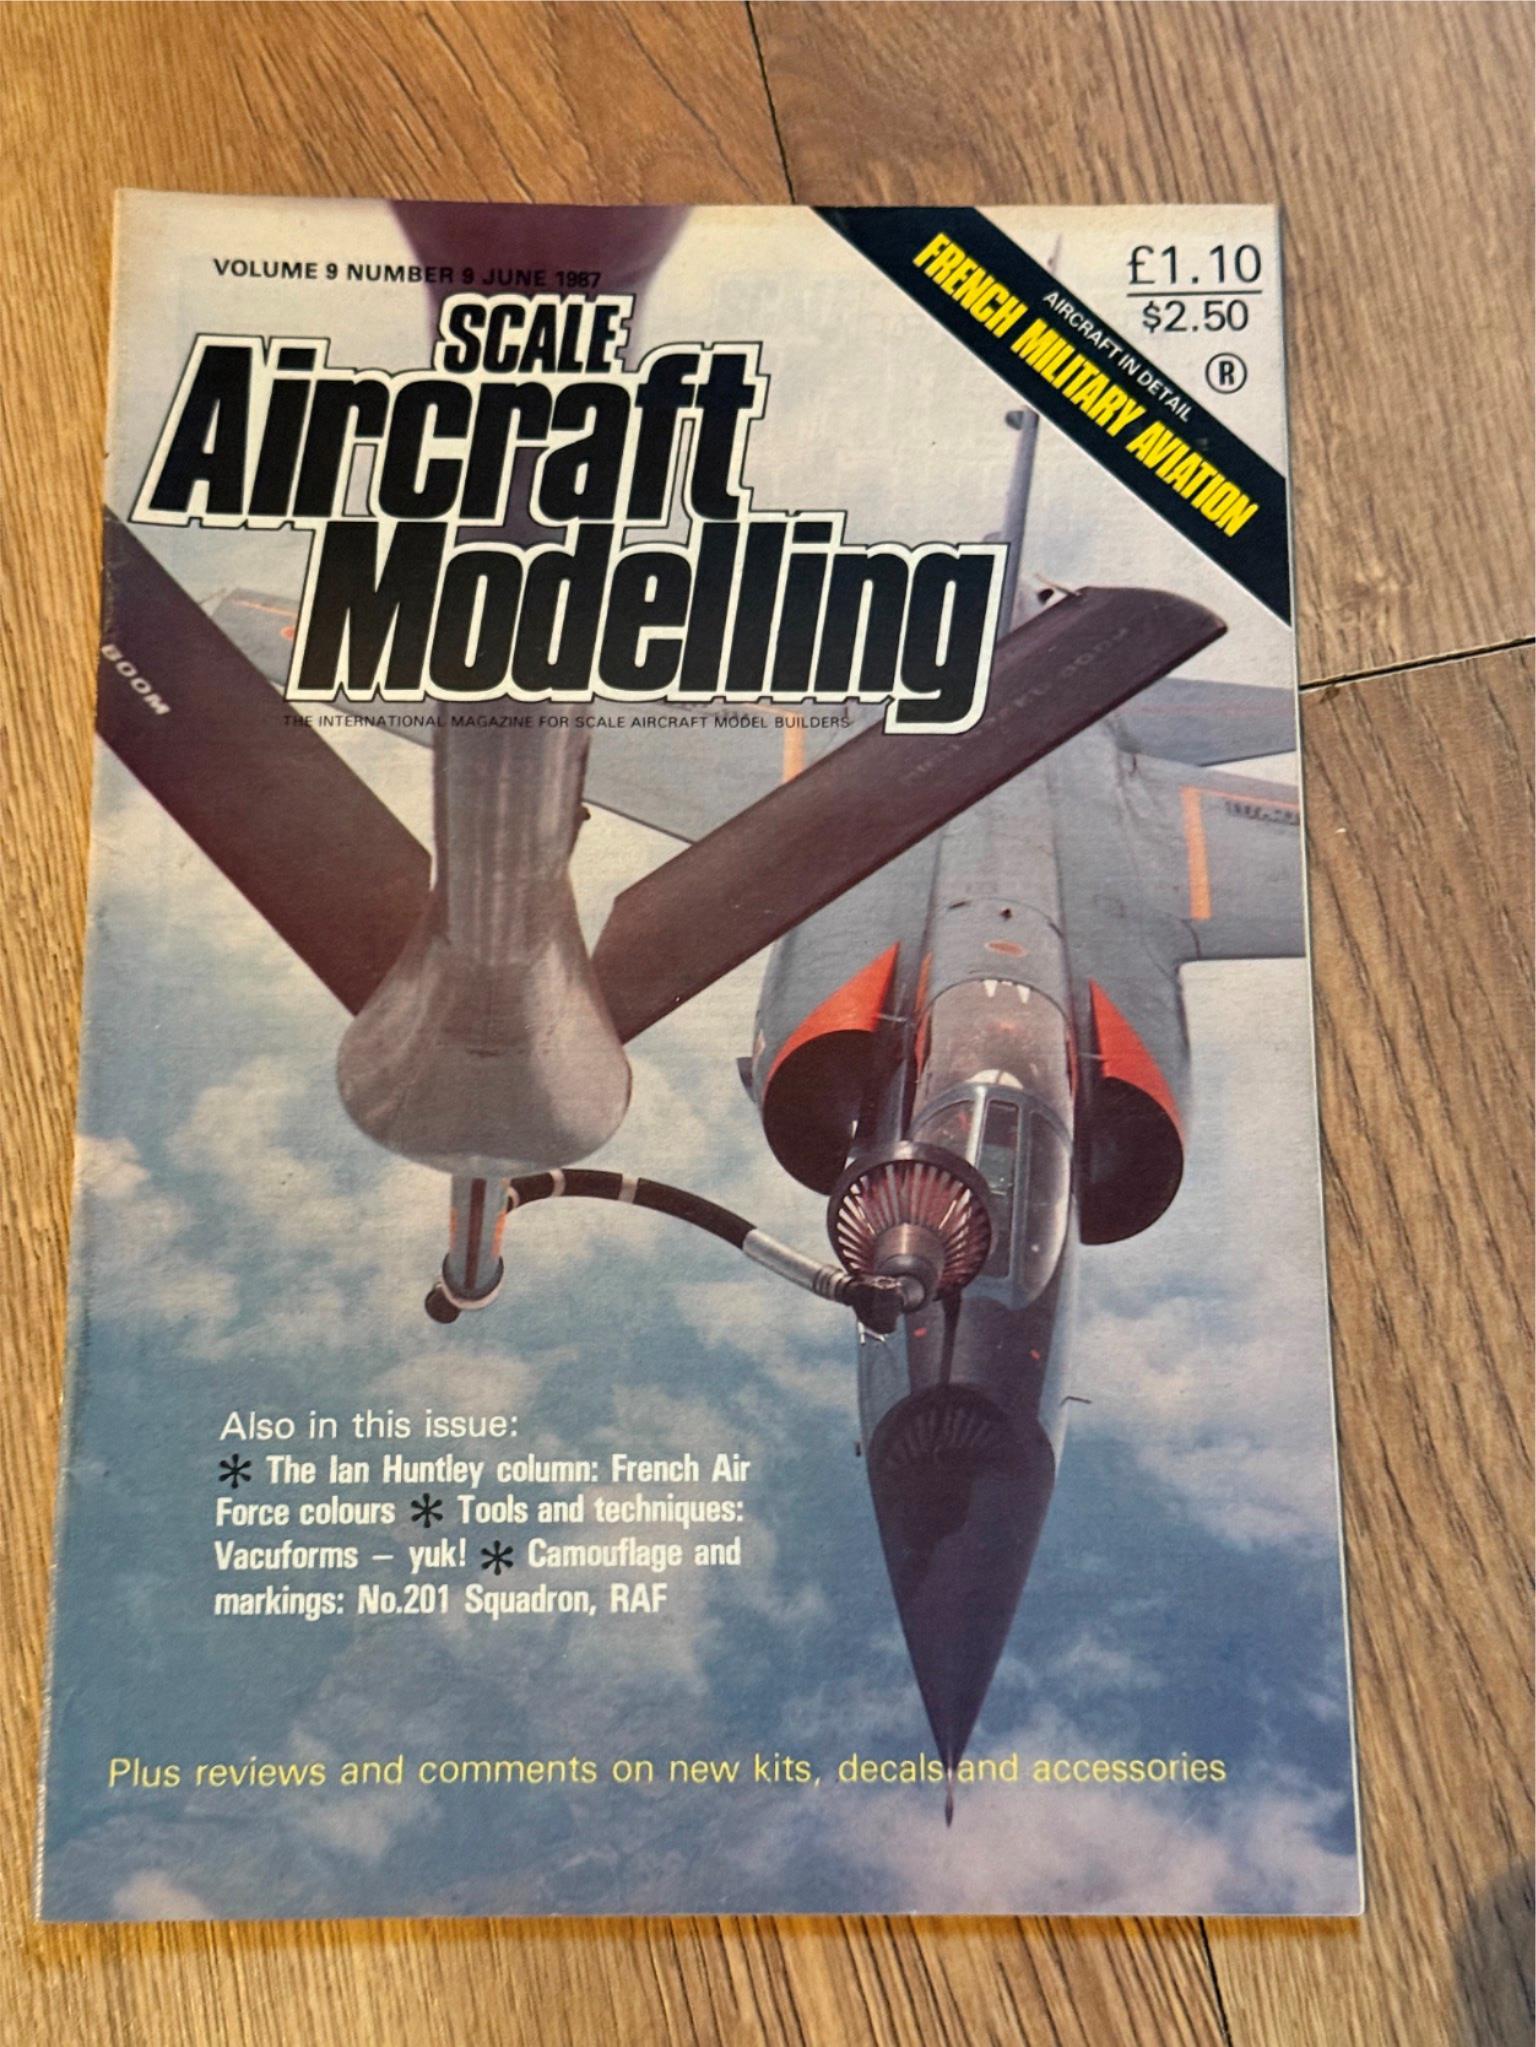 VOLUME 9 NUMBER 9 JUNE 1987
SCALE
Aircraft
Modelling
THE INTERNATIONAL MAGAZINE FOR SCALE AIRCRAFT MODEL BUILDERS
AIRCRAFT IN DETAIL
FRENCH MILITARY AVIATION
£1.10
$2.50
®
BOOM
Also in this issue:
* The Ian Huntley column: French Air
Force colours * Tools and techniques:
Vacuforms – yuk! * Camouflage and
markings: No.201 Squadron, RAF
Plus reviews and comments on new kits, decals and accessories